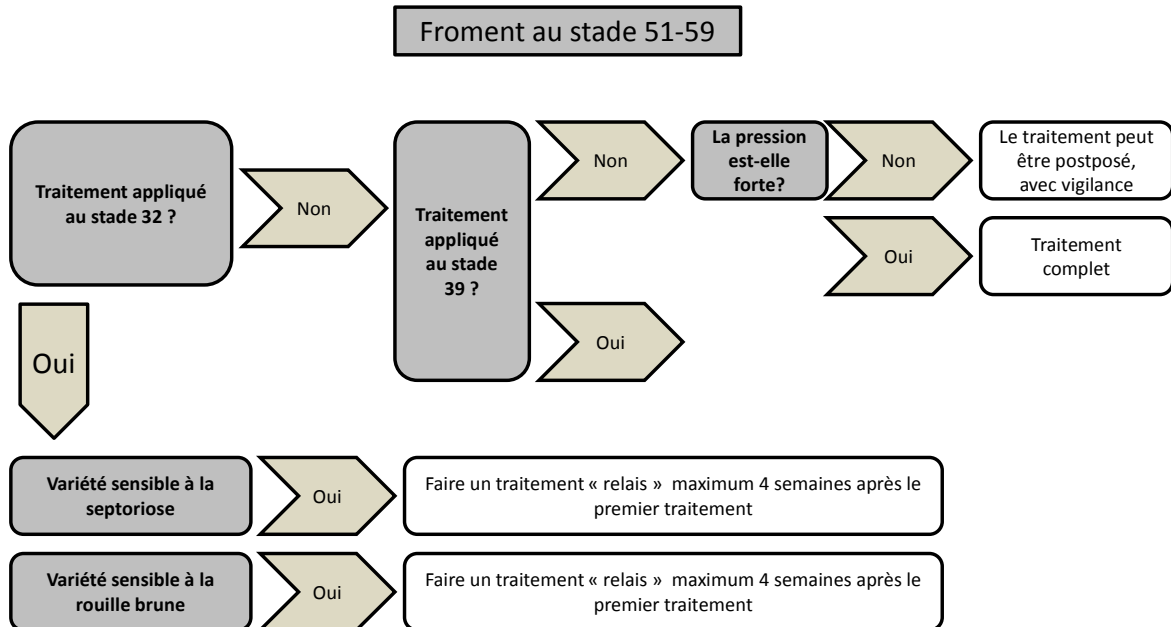 Froment au stade 51-59
Traitement appliqué
au stade 32 ?
Non
Traitement
appliqué
au stade
39 ?
Non
La pression
est-elle
forte?
Non
Le traitement peut
être postposé,
avec vigilance
Oui
Traitement
complet
Oui
Oui
Variété sensible à la
septoriose
Oui
Faire un traitement « relais »  maximum 4 semaines après le
premier traitement
Variété sensible à la
rouille brune
Oui
Faire un traitement « relais »  maximum 4 semaines après le
premier traitement